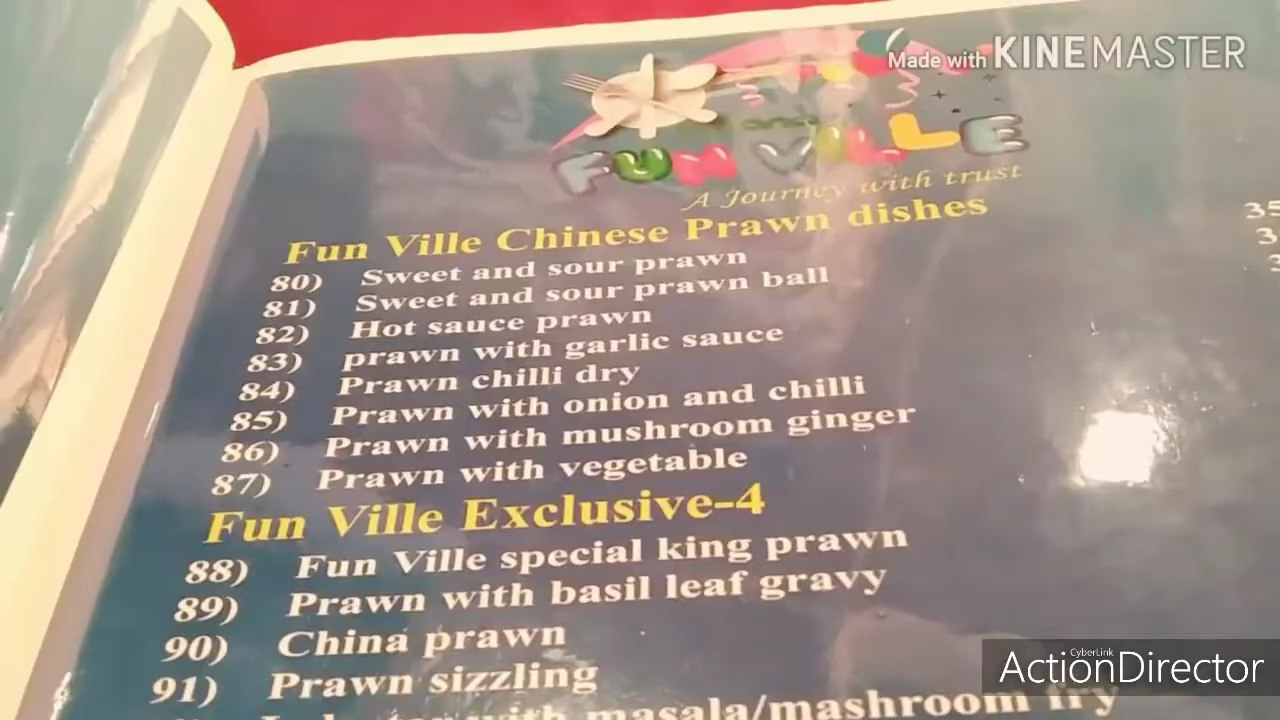 Made with KINEMASTER
FUN VILLE
A Journey with trust
Fun Ville Chinese Prawn dishes
80) Sweet and sour prawn
81) Sweet and sour prawn ball
82) Hot sauce prawn
83) prawn with garlic sauce
84) Prawn chilli dry
85) Prawn with onion and chilli
86) Prawn with mushroom ginger
87) Prawn with vegetable
Fun Ville Exclusive-4
88) Fun Ville special king prawn
89) Prawn with basil leaf gravy
90) China prawn
91) Prawn sizzling
with masala/mashroom fry
CyberLink
ActionDirector